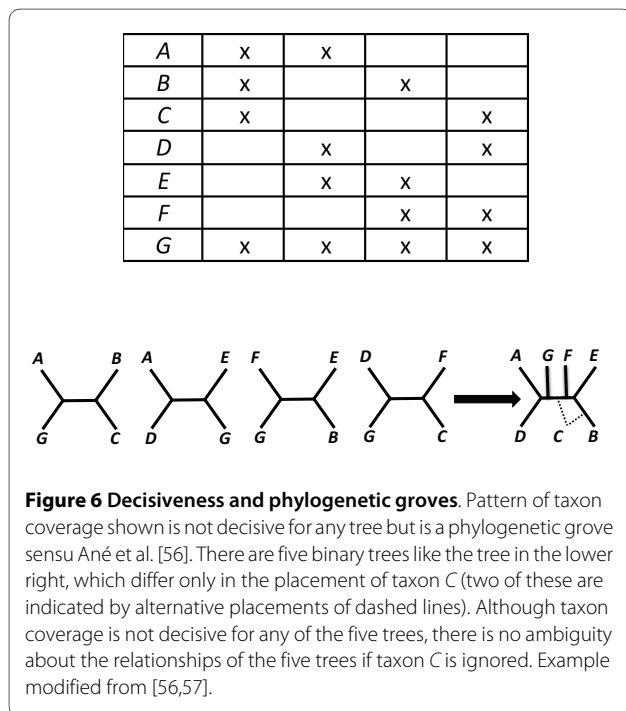 A x x
B x x
C x x
D x x
E x x
F x x
G x x x x
A B A E F E D F A G F E
G C D G G B G C D C B
Figure 6 Decisiveness and phylogenetic groves. Pattern of taxon
coverage shown is not decisive for any tree but is a phylogenetic grove
sensu Ané et al. [56]. There are five binary trees like the tree in the lower
right, which differ only in the placement of taxon C (two of these are
indicated by alternative placements of dashed lines). Although taxon
coverage is not decisive for any of the five trees, there is no ambiguity
about the relationships of the five trees if taxon C is ignored. Example
modified from [56,57].